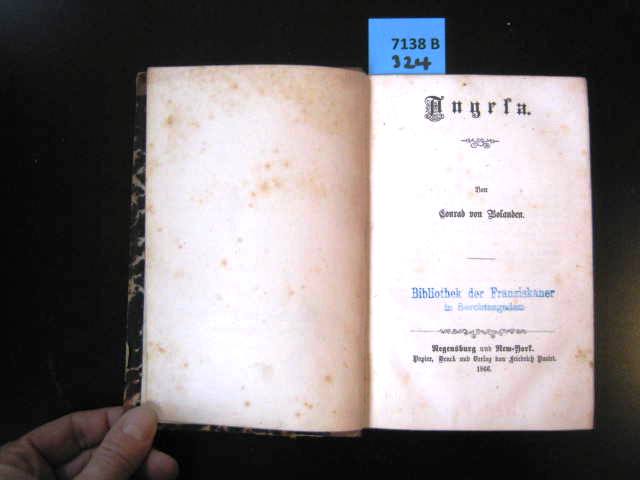 7138 B
324
Angela.
Von
Conrad von Bolanden.
Bibliothek der Franziskaner
in Berchtesgaden
Regensburg und New-York.
Papier, Druck und Verlag von Friedrich Pustet.
1866.